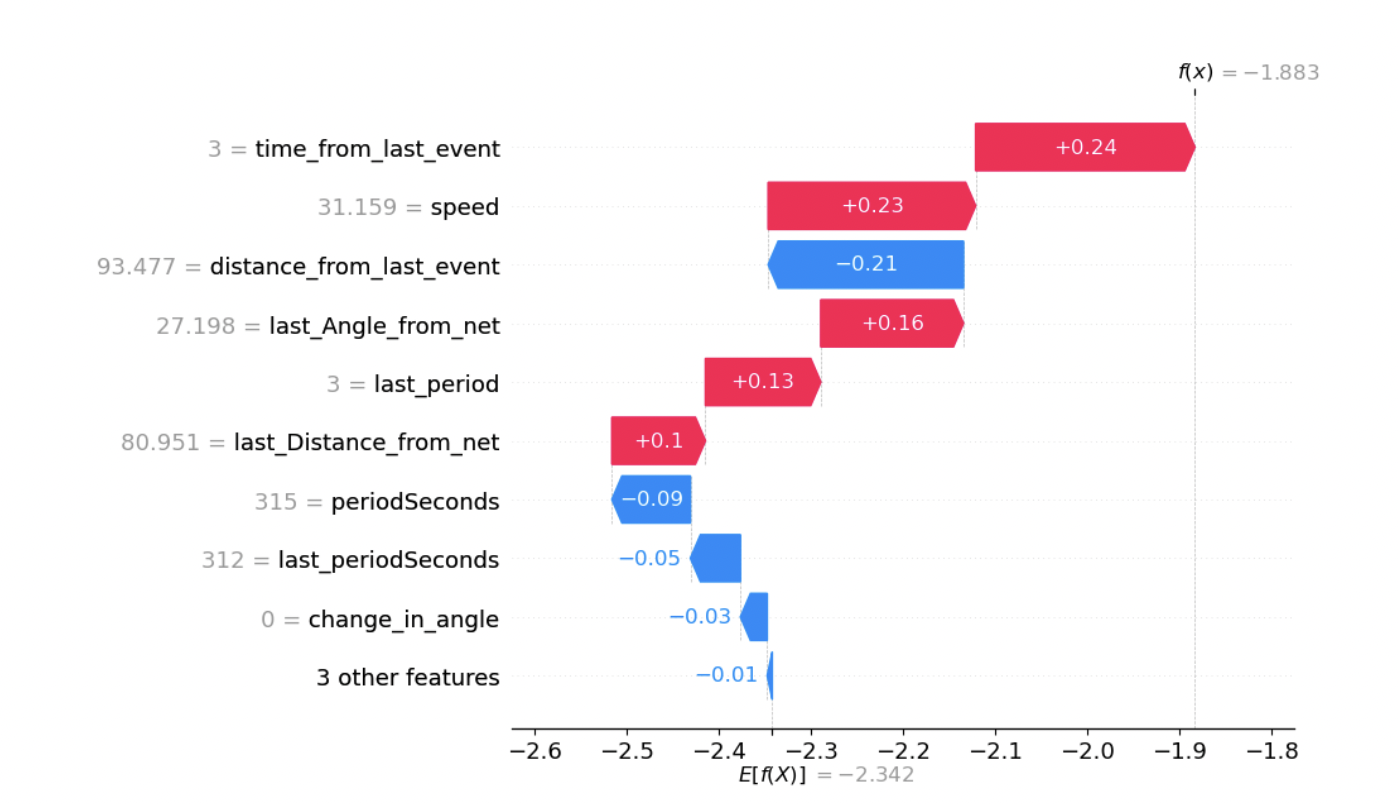 f(x) = −1.883
3 = time_from_last_event
+0.24
31.159 = speed
+0.23
93.477 = distance_from_last_event
−0.21
27.198 = last_Angle_from_net
+0.16
3 = last_period
+0.13
80.951 = last_Distance_from_net
+0.1
315 = periodSeconds
−0.09
312 = last_periodSeconds
−0.05
0 = change_in_angle
−0.03
3 other features
−0.01
−2.6 −2.5 −2.4 −2.3 −2.2 −2.1 −2.0 −1.9 −1.8
E[f(X)] = −2.342